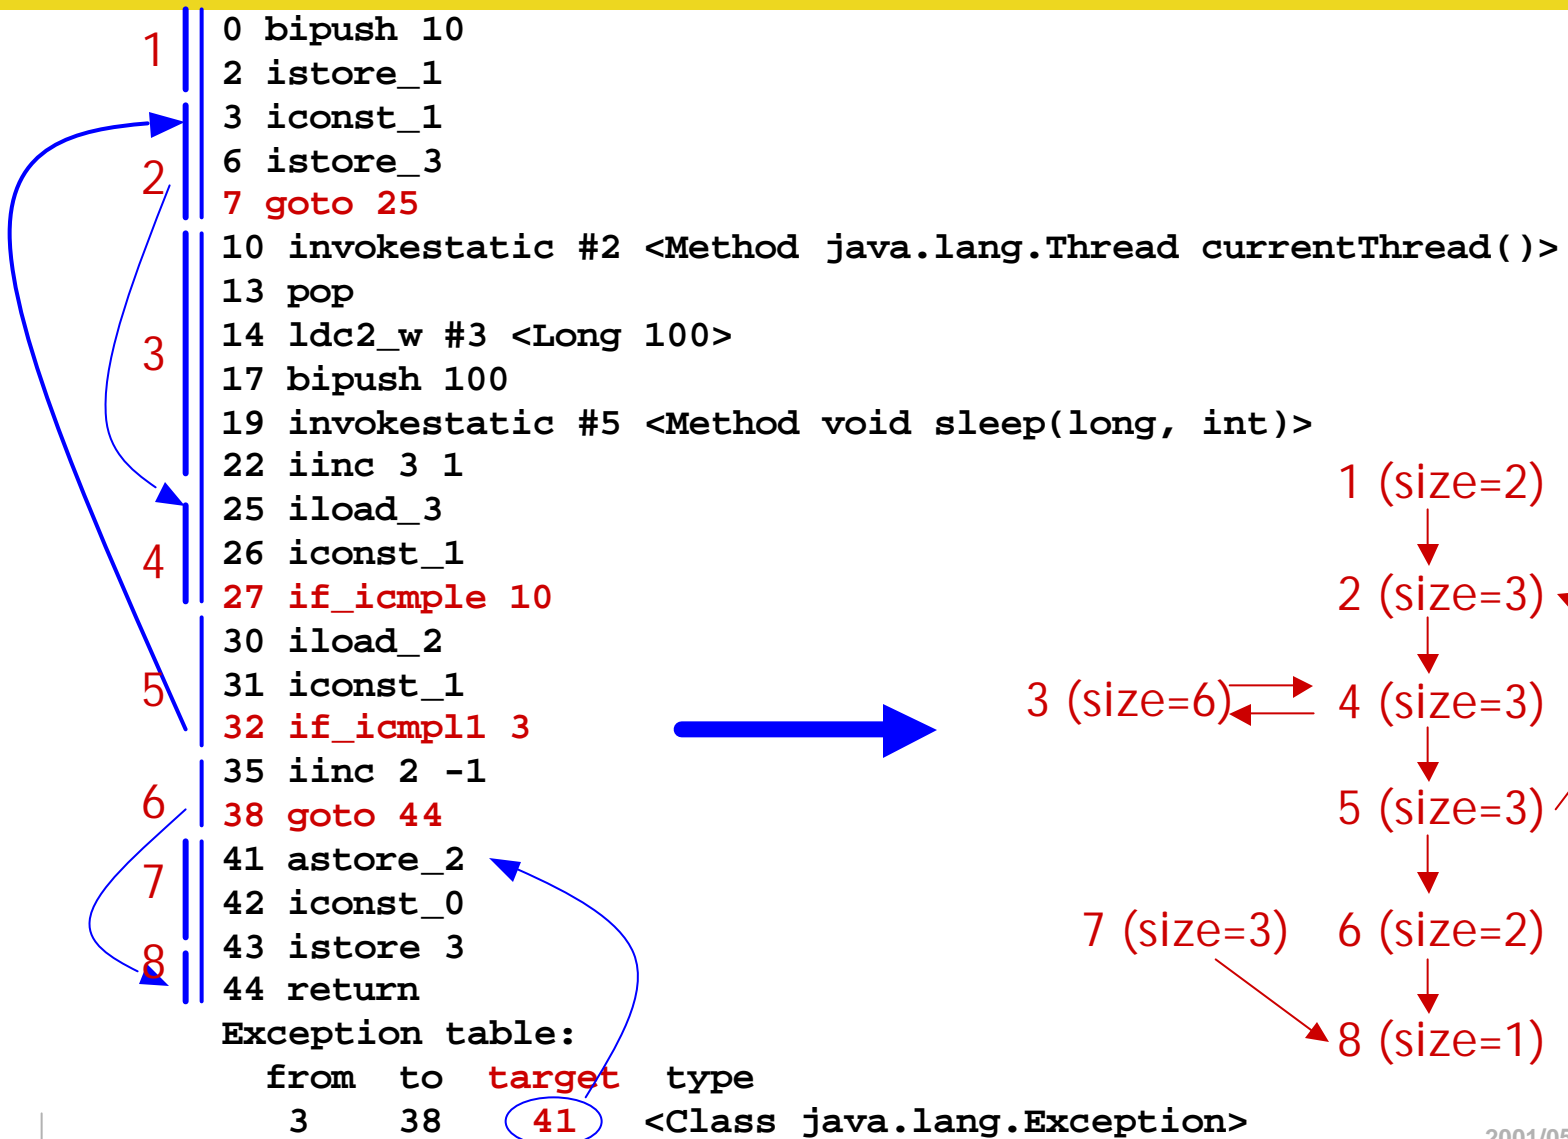 1
0 bipush 10
2 istore_1
3 iconst_1
2
6 istore_3
7 goto 25
10 invokestatic #2 <Method java.lang.Thread currentThread()>
13 pop
3
14 ldc2_w #3 <Long 100>
17 bipush 100
19 invokestatic #5 <Method void sleep(long, int)>
22 iinc 3 1
25 iload_3
4
26 iconst_1
27 if_icmple 10
30 iload_2
5
31 iconst_1
32 if_icmpl1 3
35 iinc 2 -1
6
38 goto 44
41 astore_2
7
42 iconst_0
43 istore 3
8
44 return
Exception table:
from to target type
3 38 41 <Class java.lang.Exception>
1 (size=2)
2 (size=3)
3 (size=6)
4 (size=3)
5 (size=3)
7 (size=3)
6 (size=2)
8 (size=1)